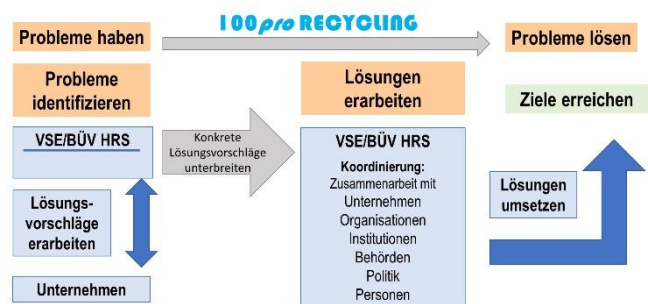 100pro RECYCLING
Probleme haben
Probleme lösen
Probleme
identifizieren
Lösungen
erarbeiten
Ziele erreichen
VSE/BÜV HRS
Konkrete
Lösungsvorschläge
unterbreiten
VSE/BÜV HRS
Koordinierung:
Zusammenarbeit mit
Unternehmen
Organisationen
Institutionen
Behörden
Politik
Personen
Lösungs-
vorschläge
erarbeiten
Lösungen
umsetzen
Unternehmen